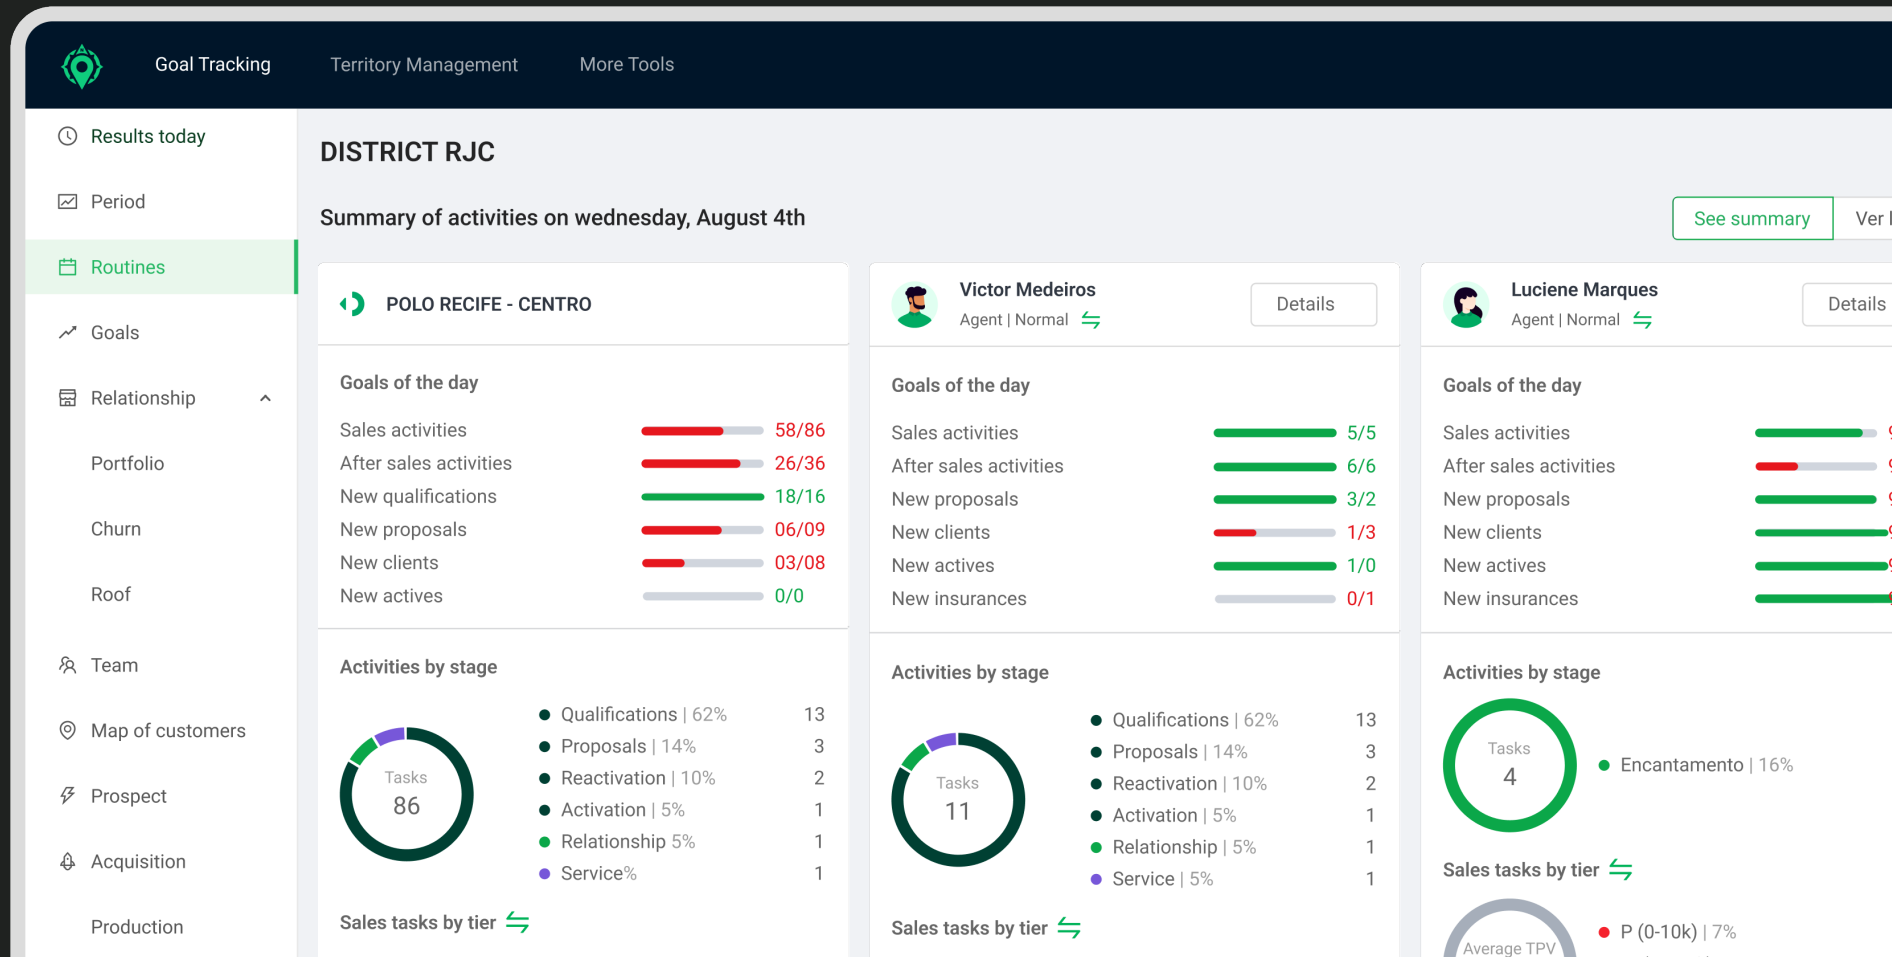 Goal Tracking
Territory Management
More Tools
Results today
Period
Routines
Goals
Relationship
Portfolio
Churn
Roof
Team
Map of customers
Prospect
Acquisition
Production
DISTRICT RJC
Summary of activities on wednesday, August 4th
See summary
Ver
POLO RECIFE - CENTRO
Goals of the day
Sales activities 58/86
After sales activities 26/36
New qualifications 18/16
New proposals 06/09
New clients 03/08
New actives 0/0
Activities by stage
Tasks
86
Qualifications | 62% 13
Proposals | 14% 3
Reactivation | 10% 2
Activation | 5% 1
Relationship 5% 1
Service% 1
Sales tasks by tier
Victor Medeiros
Agent | Normal
Details
Goals of the day
Sales activities 5/5
After sales activities 6/6
New proposals 3/2
New clients 1/3
New actives 1/0
New insurances 0/1
Activities by stage
Tasks
11
Qualifications | 62% 13
Proposals | 14% 3
Reactivation | 10% 2
Activation | 5% 1
Relationship | 5% 1
Service | 5% 1
Sales tasks by tier
Luciene Marques
Agent | Normal
Details
Goals of the day
Sales activities
After sales activities
New proposals
New clients
New actives
New insurances
Activities by stage
Tasks
4
Encantamento | 16%
Sales tasks by tier
Average TPV
P (0-10k) | 7%